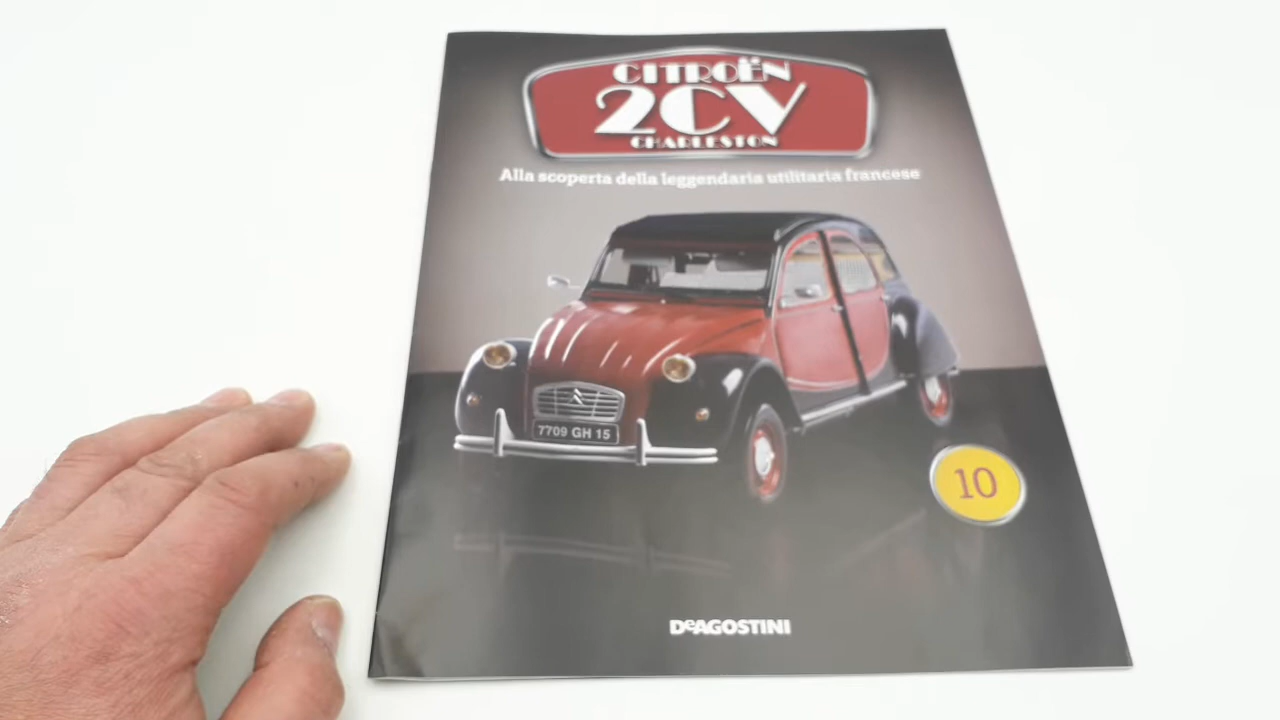 CITROËN
2CV
CHARLESTON
Alla scoperta della leggendaria utilitaria francese
7709 GH 15
10
DeAGOSTINI